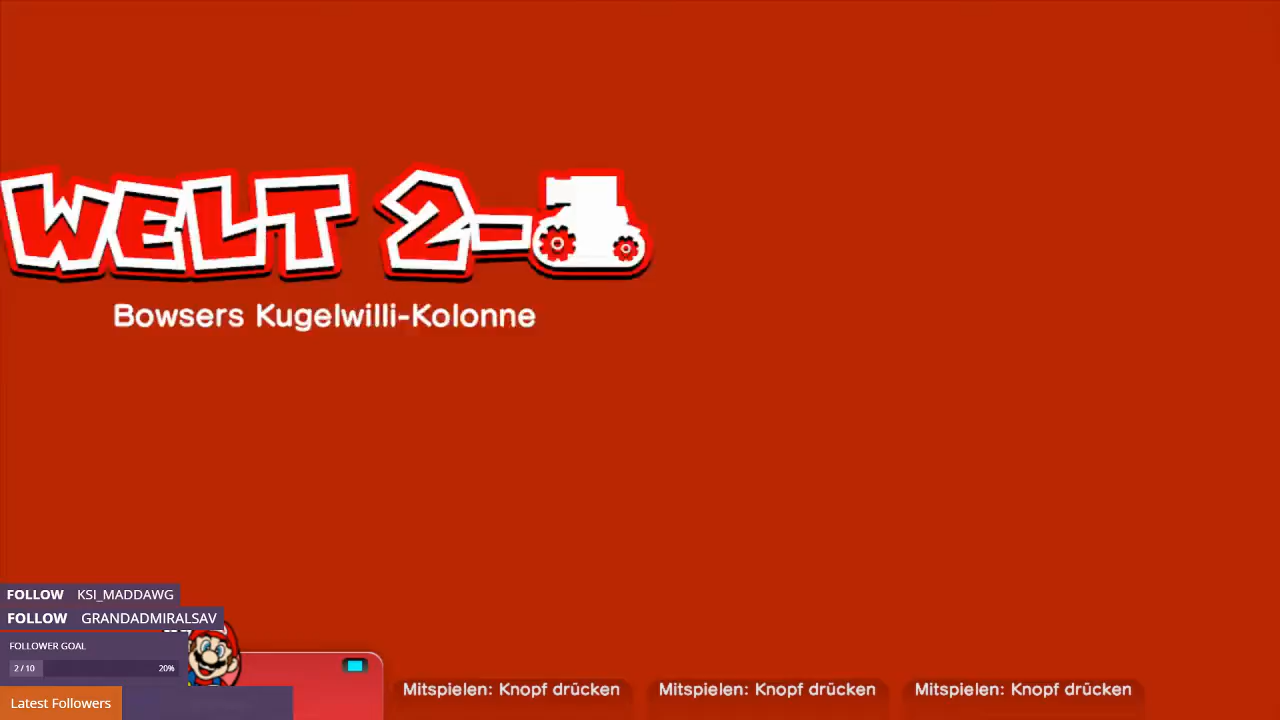 WELT 2-
Bowsers Kugelwilli-Kolonne
FOLLOW KSI_MADDAWG
FOLLOW GRANDADMIRALSAV
FOLLOWER GOAL
2 / 10 20%
Latest Followers
Mitspielen: Knopf drücken
Mitspielen: Knopf drücken
Mitspielen: Knopf drücken